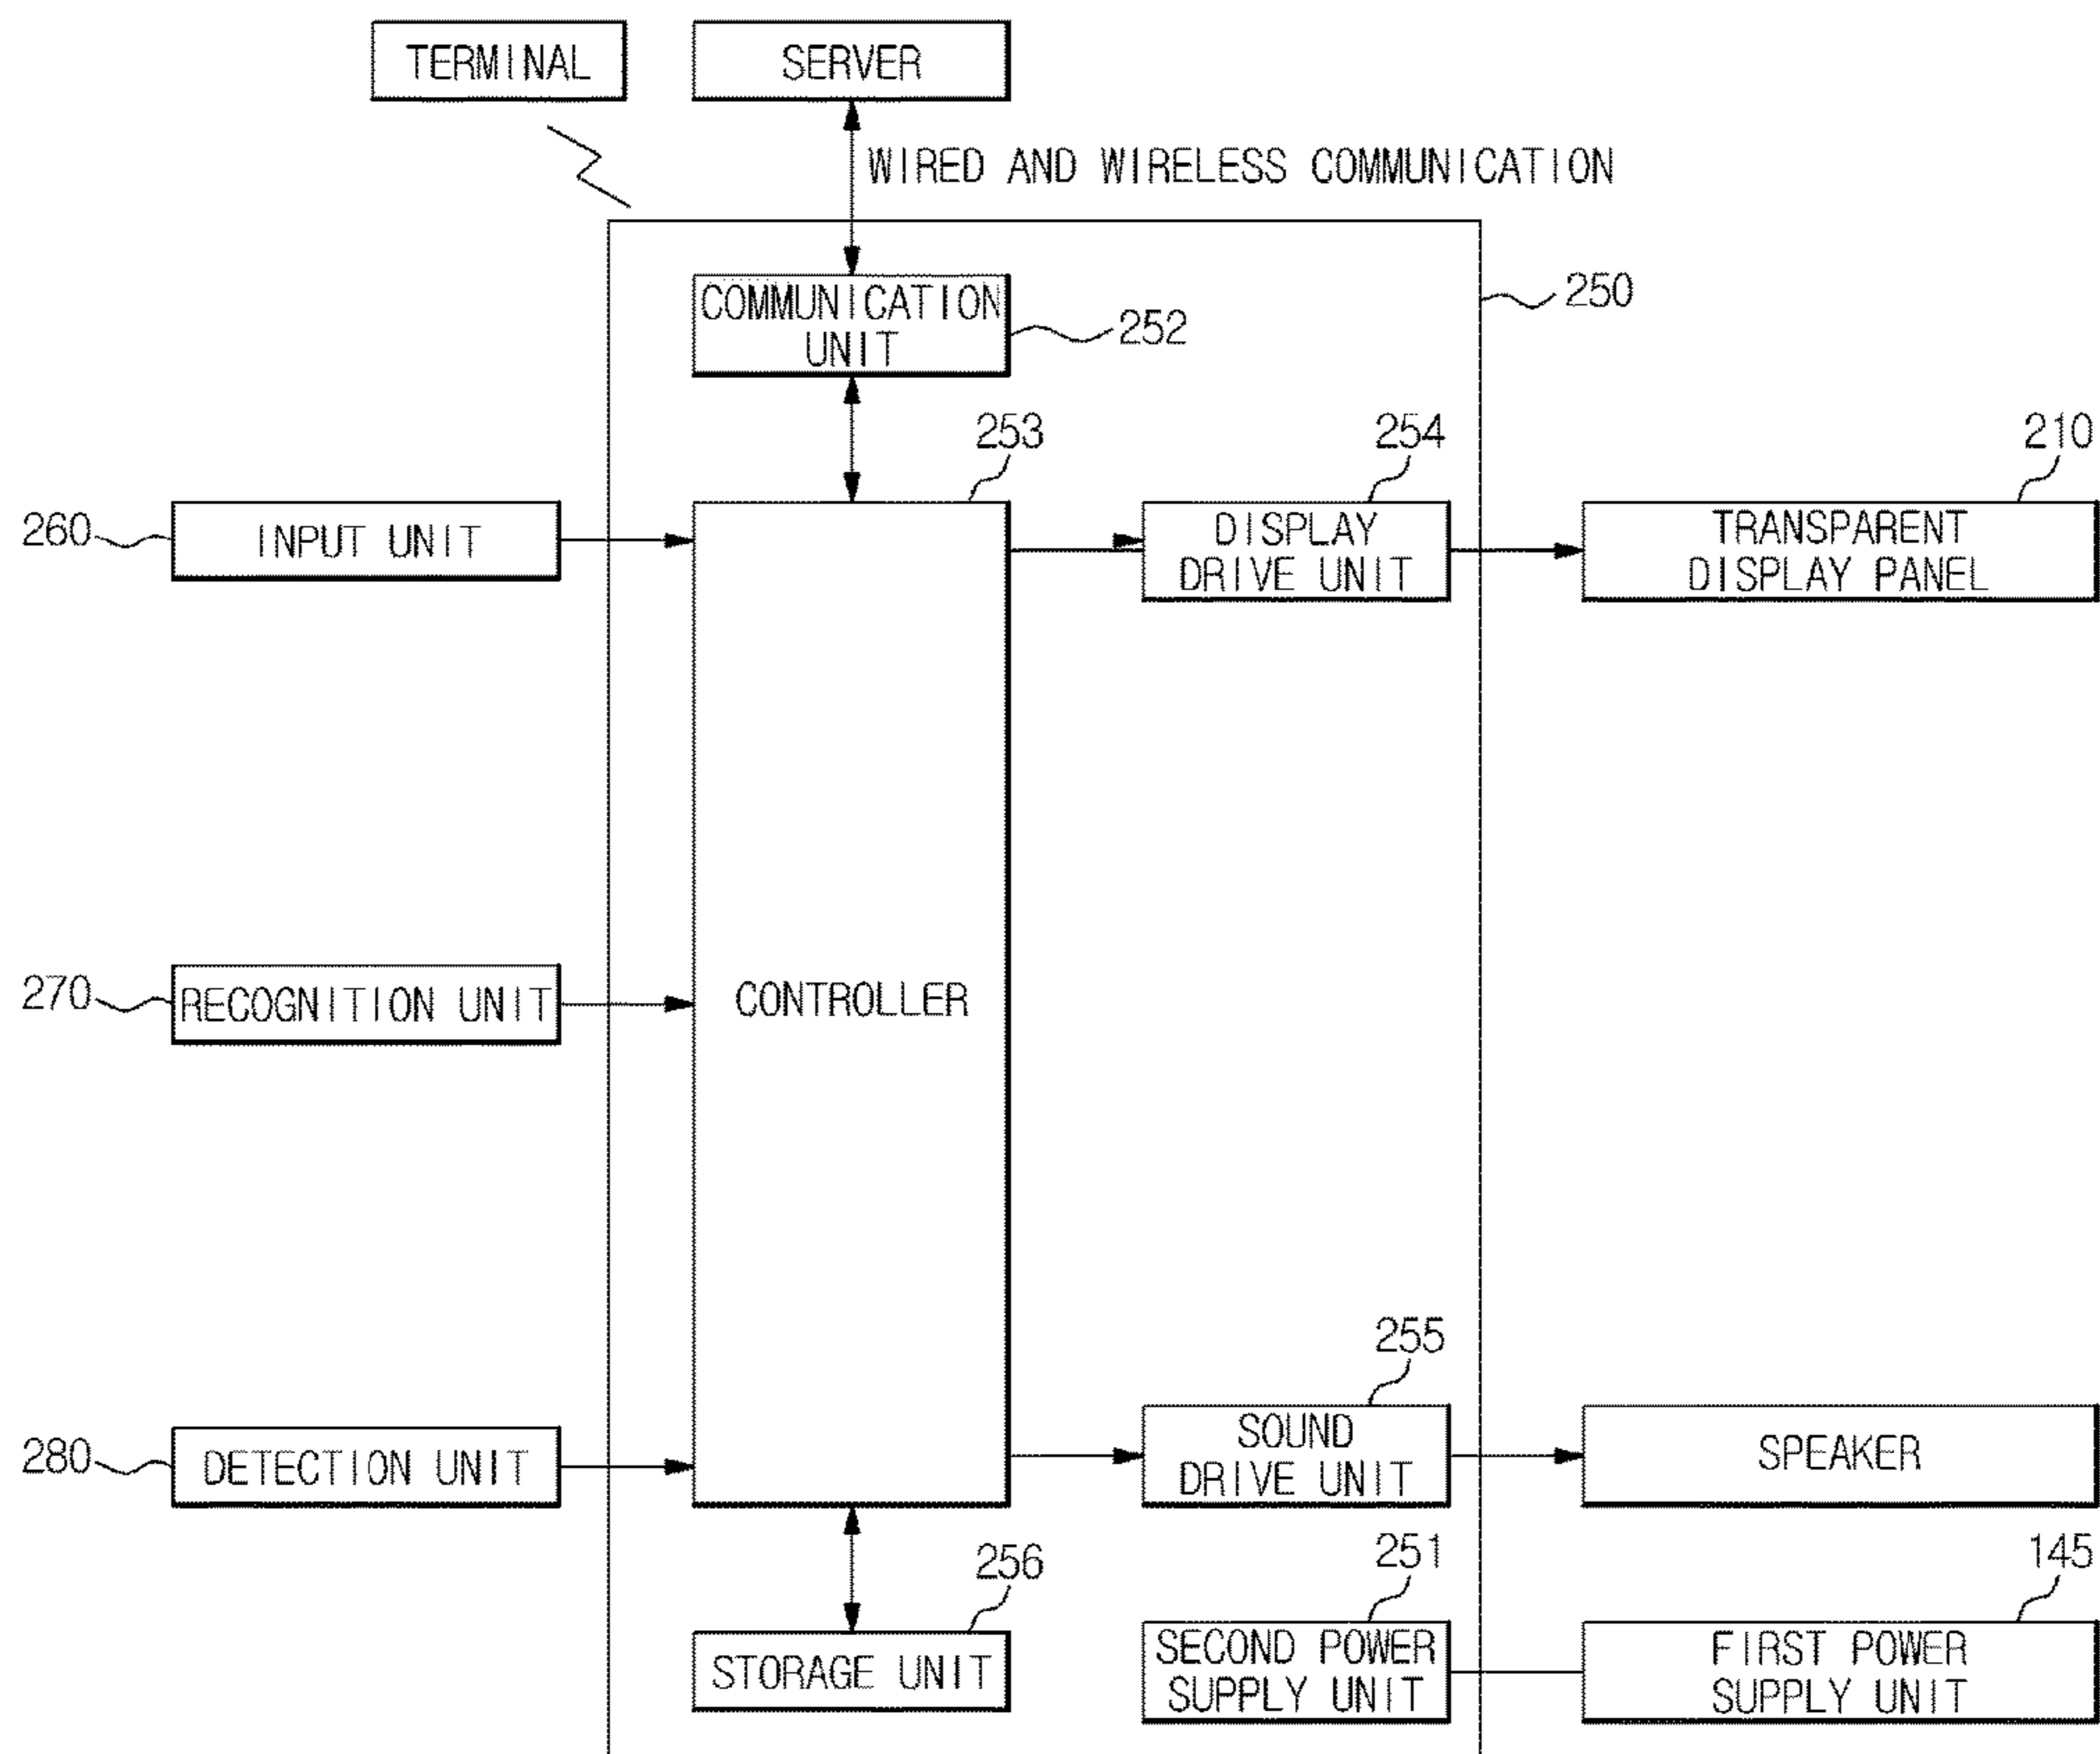 TERMINAL
SERVER
WIRED AND WIRELESS COMMUNICATION
COMMUNICATION
UNIT
250
252
253
254
210
260
INPUT UNIT
DISPLAY
DRIVE UNIT
TRANSPARENT
DISPLAY PANEL
270
RECOGNITION UNIT
CONTROLLER
255
280
DETECTION UNIT
SOUND
DRIVE UNIT
SPEAKER
256
251
145
STORAGE UNIT
SECOND POWER
SUPPLY UNIT
FIRST POWER
SUPPLY UNIT